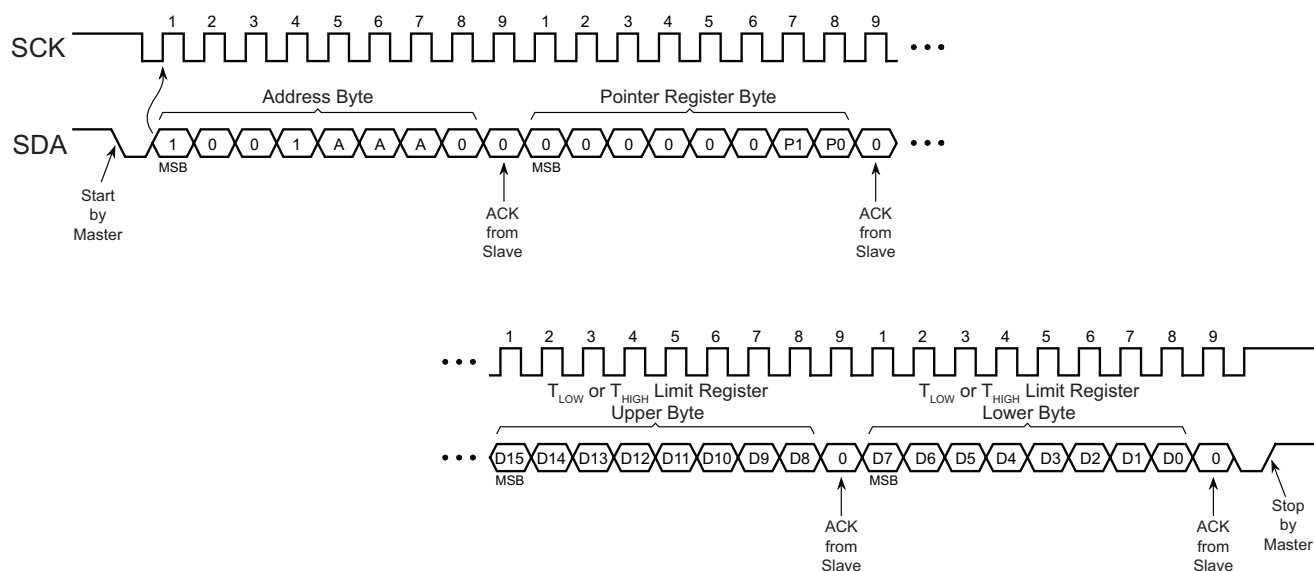 1 2 3 4 5 6 7 8 9 1 2 3 4 5 6 7 8 9
SCK
Address Byte Pointer Register Byte
SDA 1 0 0 1 A A A 0 0 0 0 0 0 0 0 P1 P0 0
MSB MSB
Start
by
Master
ACK
from
Slave
ACK
from
Slave
1 2 3 4 5 6 7 8 9 1 2 3 4 5 6 7 8 9
TLOW or THIGH Limit Register TLOW or THIGH Limit Register
Upper Byte Lower Byte
D15 D14 D13 D12 D11 D10 D9 D8 0 D7 D6 D5 D4 D3 D2 D1 D0 0
MSB MSB
ACK
from
Slave
ACK
from
Slave
Stop
by
Master